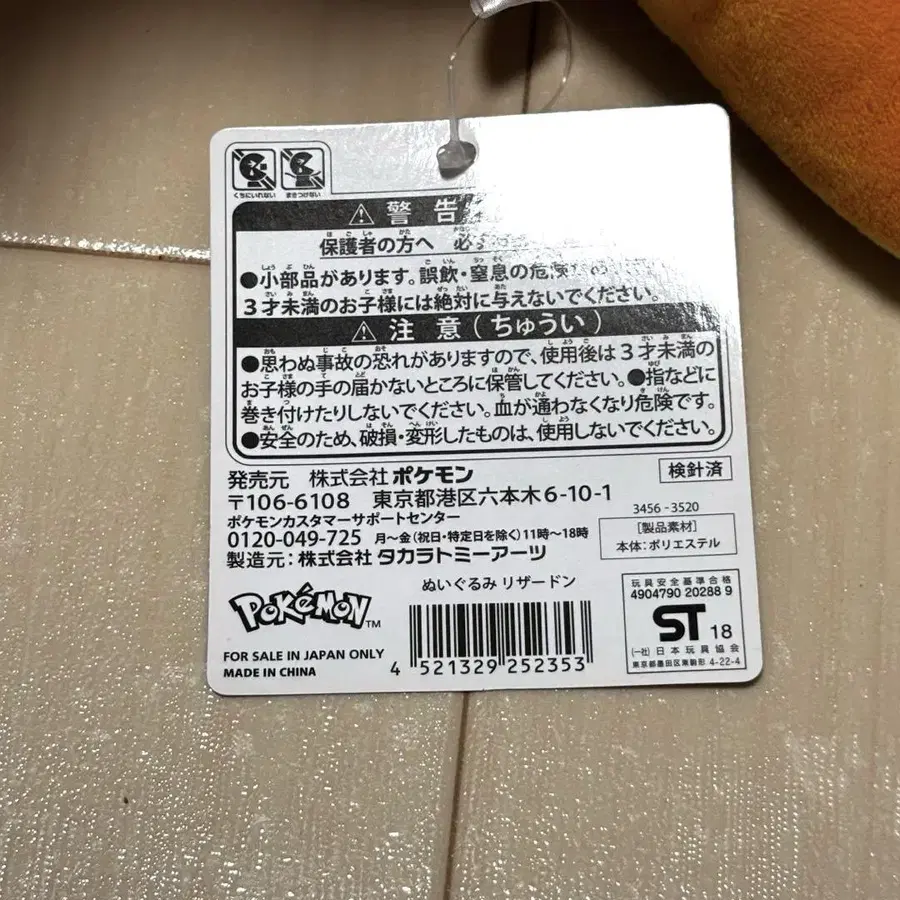 くちにいれない まきつけない
警告
保護者の方へ 必ず
●小部品があります。誤飲・窒息の危険
3才未満のお子様には絶対に与えないでください。
注意(ちゅうい)
●思わぬ事故の恐れがありますので、使用後は3才未満の
お子様の手の届かないところに保管してください。●指などに
巻き付けたりしないでください。血が通わなくなり危険です。
●安全のため、破損・変形したものは、使用しないでください。
発売元 株式会社ポケモン
検針済
〒106-6108 東京都港区六本木6-10-1
ポケモンカスタマーサポートセンター
0120-049-725 月～金(祝日・特定日を除く)11時～18時
製造元:株式会社 タカラトミーアーツ
3456-3520
[製品素材]
本体:ポリエステル
ぬいぐるみ リザードン
POKéMON™
FOR SALE IN JAPAN ONLY
MADE IN CHINA
4 521329 252353
玩具安全基準合格
4904790 20288 9
ST 18
(一社)日本玩具協会
東京都墨田区東駒形 4-22-4